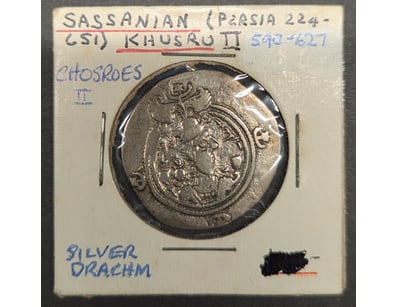 SASSANIAN (PERSIA 224-
651) KHUSRU II 590-627
CHOSROES
II
SILVER
DRACHM